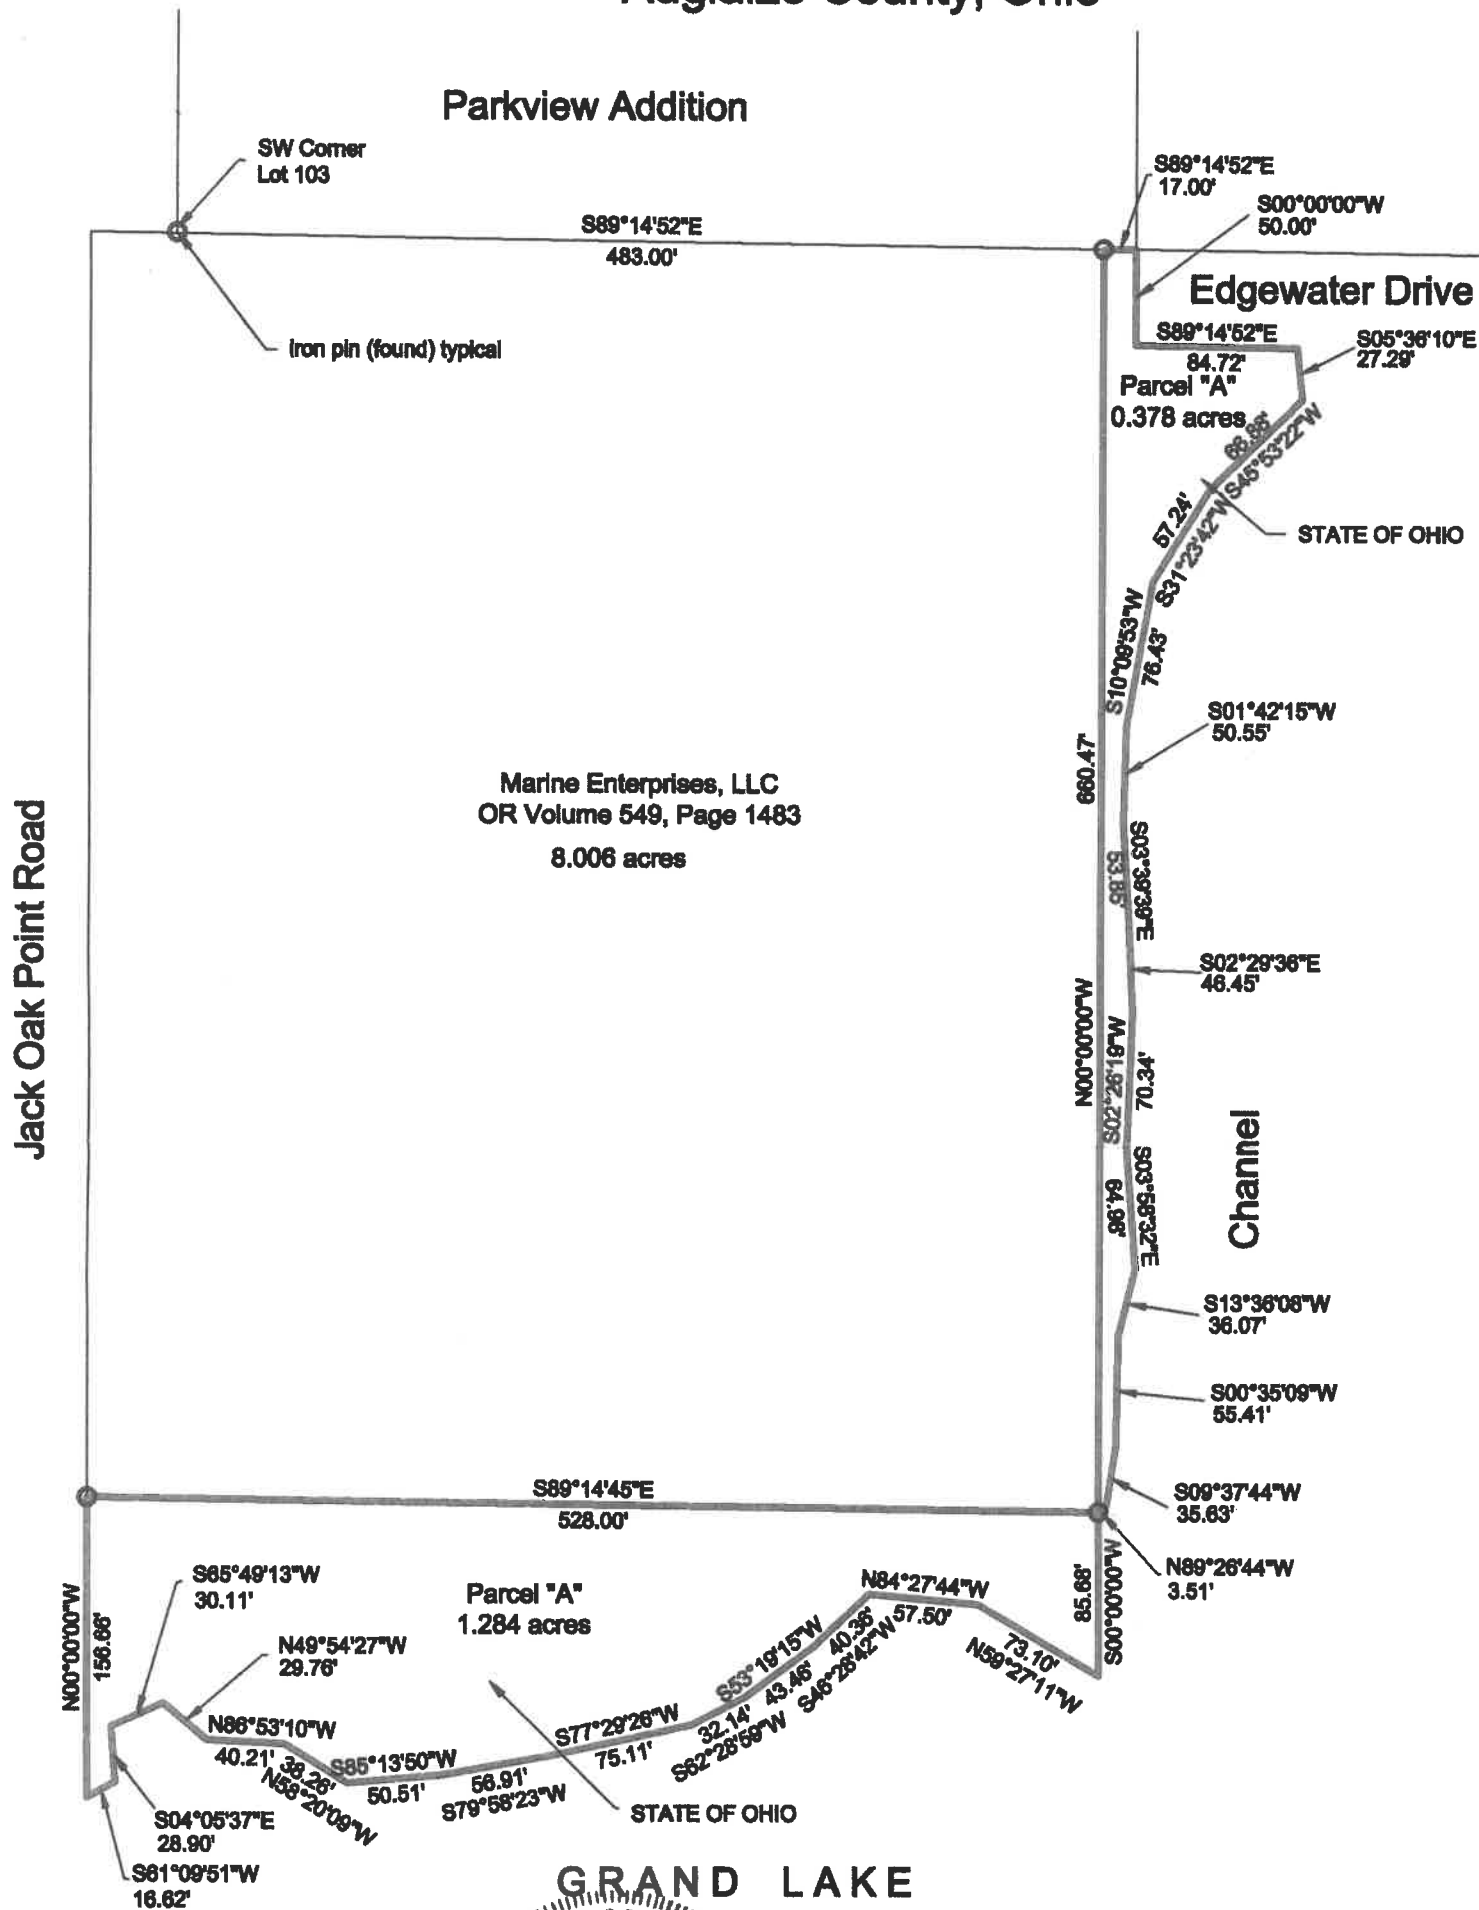 Parkview Addition
SW Corner
Lot 103
S89°14'52"E
17.00'
S00°00'00"W
50.00'
S89°14'52"E
483.00'
Edgewater Drive
iron pin (found) typical
S89°14'52"E
84.72'
S05°36'10"E
27.29'
Parcel "A"
0.378 acres
S45°53'22"W
57.24'
S31°23'42"W
STATE OF OHIO
S10°09'53"W
76.43'
S01°42'15"W
50.55'
660.47'
Marine Enterprises, LLC
OR Volume 549, Page 1483
8.006 acres
Jack Oak Point Road
S03°39'39"E
53.85'
S02°29'36"E
46.45'
N00°00'00"W
S02°26'19"W
70.34'
Channel
S03°58'32"E
64.98'
S13°36'08"W
36.07'
S00°35'09"W
55.41'
S89°14'45"E
528.00'
S09°37'44"W
35.63'
N89°26'44"W
3.51'
S00°00'00"W
85.68'
N00°00'00"W
156.66'
S65°49'13"W
30.11'
Parcel "A"
1.284 acres
N84°27'44"W
57.50'
73.10'
N59°27'11"W
N49°54'27"W
29.76'
40.36'
S46°26'42"W
S53°19'15"W
43.46'
N86°53'10"W
40.21'
38.26'
N58°20'09"W
S85°13'50"W
50.51'
56.91'
S79°58'23"W
S77°29'26"W
75.11'
32.14'
S62°28'59"W
STATE OF OHIO
S04°05'37"E
28.90'
S61°09'51"W
16.62'
GRAND LAKE